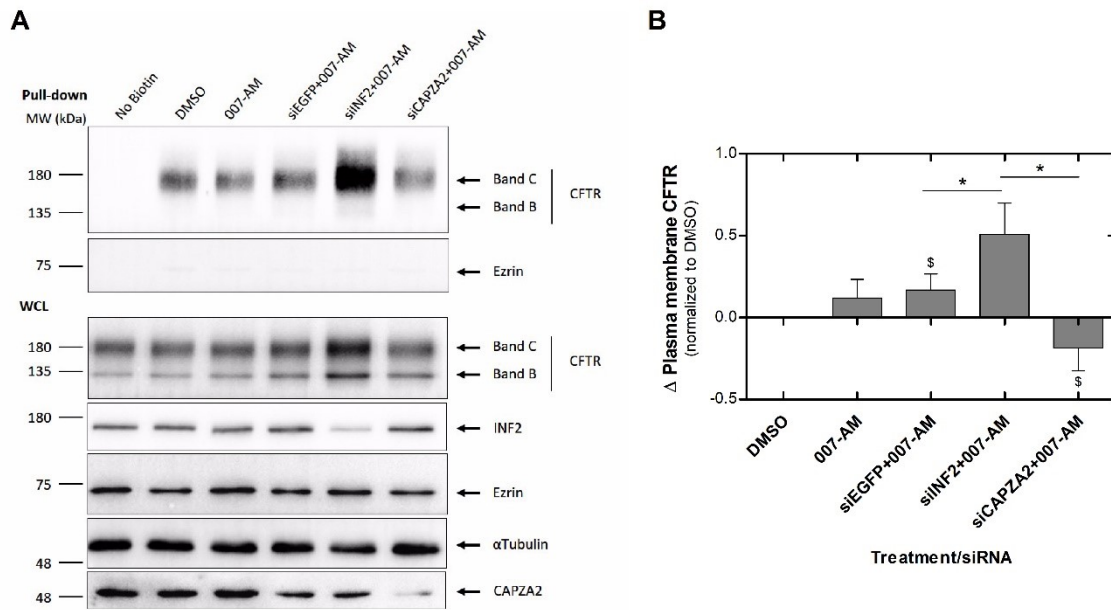 A
Pull-down
MW (kDa)
No Biotin
DMSO
007-AM
siEGFP+007-AM
siINF2+007-AM
siCAPZA2+007-AM
180
135
Band C
Band B
CFTR
75
Ezrin
WCL
180
135
Band C
Band B
CFTR
180
INF2
75
Ezrin
αTubulin
48
48
CAPZA2
B
Δ Plasma membrane CFTR
(normalized to DMSO)
1.0
0.5
0.0
-0.5
*
*
$
$
DMSO
007-AM
siEGFP+007-AM
siINF2+007-AM
siCAPZA2+007-AM
Treatment/siRNA